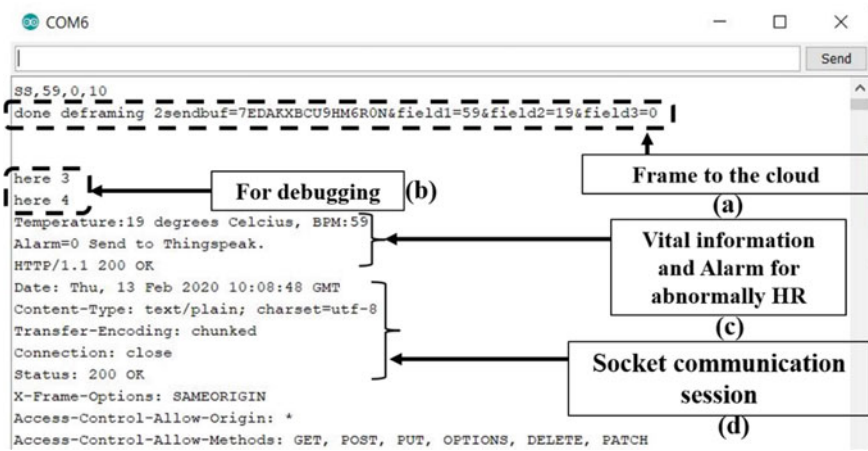 COM6
Send
SS,59,0,10
done deframing 2sendbuf=7EDAKXBCU9HM6R0N&field1=59&field2=19&field3=0
here 3
here 4
For debugging (b)
Frame to the cloud
(a)
Temperature:19 degrees Celcius, BPM:59
Alarm=0 Send to Thingspeak.
HTTP/1.1 200 OK
Vital information
and Alarm for
abnormally HR
(c)
Date: Thu, 13 Feb 2020 10:08:48 GMT
Content-Type: text/plain; charset=utf-8
Transfer-Encoding: chunked
Connection: close
Status: 200 OK
Socket communication
session
(d)
X-Frame-Options: SAMEORIGIN
Access-Control-Allow-Origin: *
Access-Control-Allow-Methods: GET, POST, PUT, OPTIONS, DELETE, PATCH